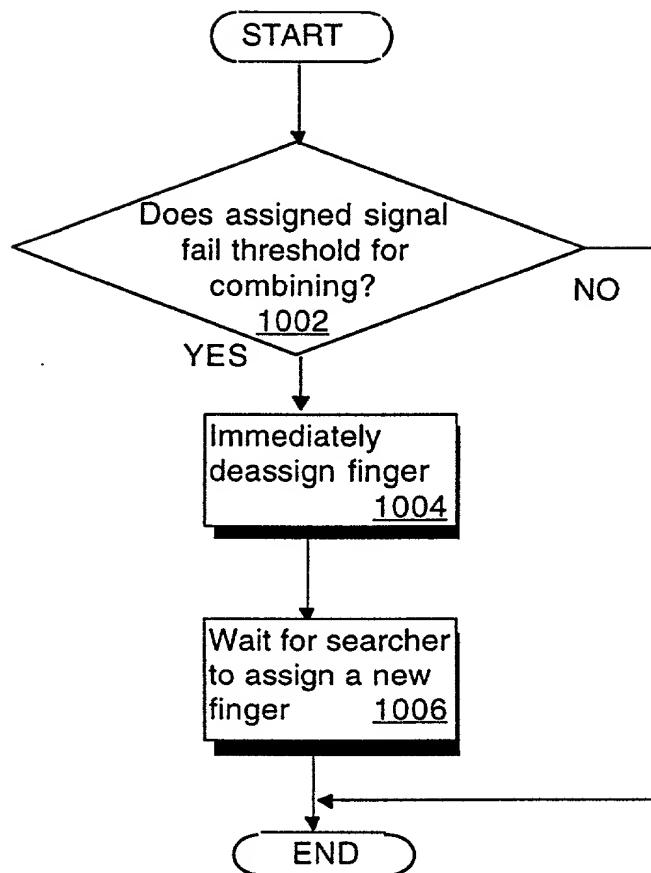 START
Does assigned signal
fail threshold for
combining?
1002
NO
YES
Immediately
deassign finger
1004
Wait for searcher
to assign a new
finger 1006
END